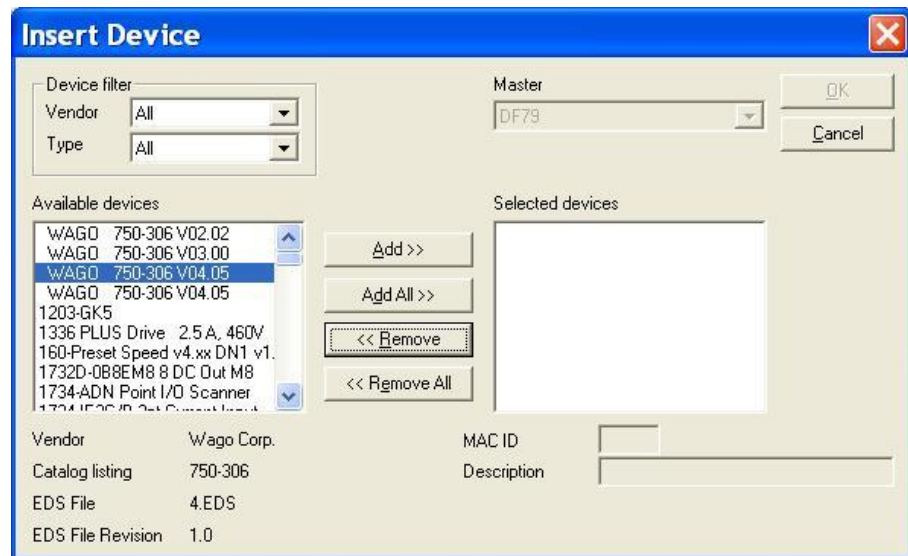 Insert Device
Device filter
Vendor All
Type All
Master
DF79
OK
Cancel
Available devices
WAGO 750-306 V02.02
WAGO 750-306 V03.00
WAGO 750-306 V04.05
WAGO 750-306 V04.05
1203-GK5
1336 PLUS Drive 2.5 A, 460V
160-Preset Speed v4.xx DN1 v1.
1732D-0B8EM8 8 DC Out M8
1734-ADN Point I/O Scanner
Add >>
Add All >>
<< Remove
<< Remove All
Selected devices
Vendor Wago Corp.
Catalog listing 750-306
EDS File 4.EDS
EDS File Revision 1.0
MAC ID
Description